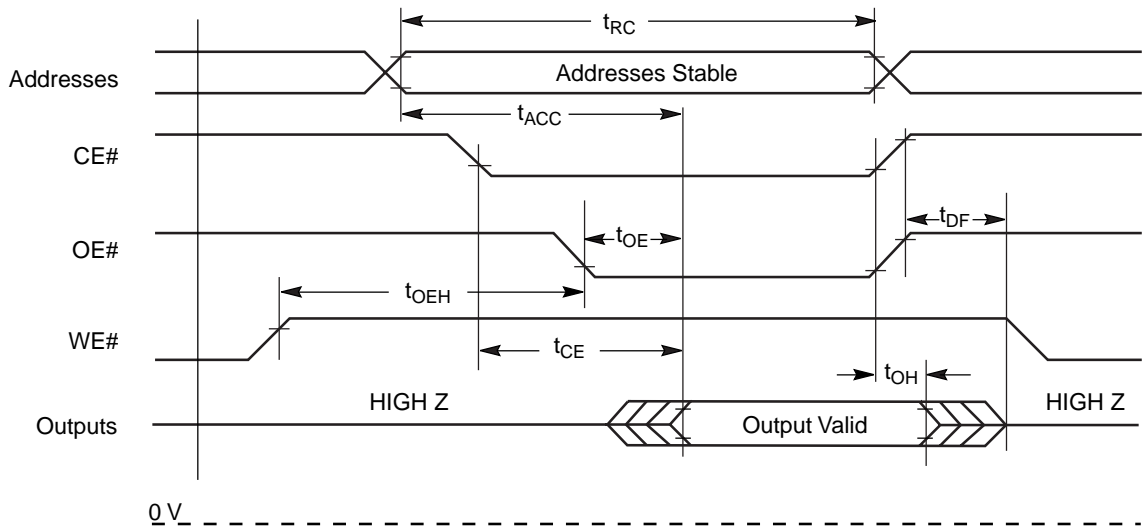 tRC
Addresses
Addresses Stable
tACC
CE#
tDF
OE#
tOE
tOEH
WE#
tCE
tOH
HIGH Z
HIGH Z
Outputs
Output Valid
0 V